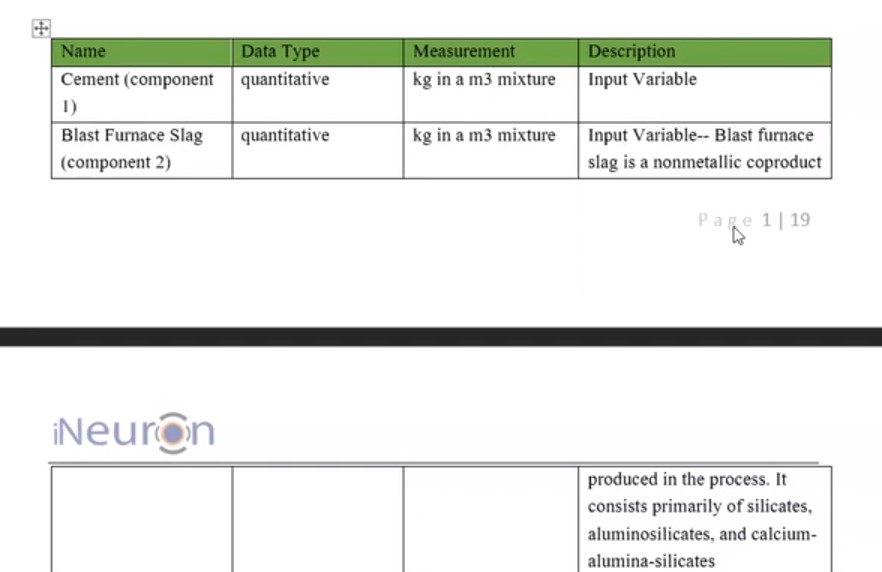 Name Data Type Measurement Description
Cement (component quantitative kg in a m3 mixture Input Variable
1)
Blast Furnace Slag quantitative kg in a m3 mixture Input Variable-- Blast furnace
(component 2) slag is a nonmetallic coproduct
Page 1 | 19
iNeuron
produced in the process. It
consists primarily of silicates,
aluminosilicates, and calcium-
alumina-silicates